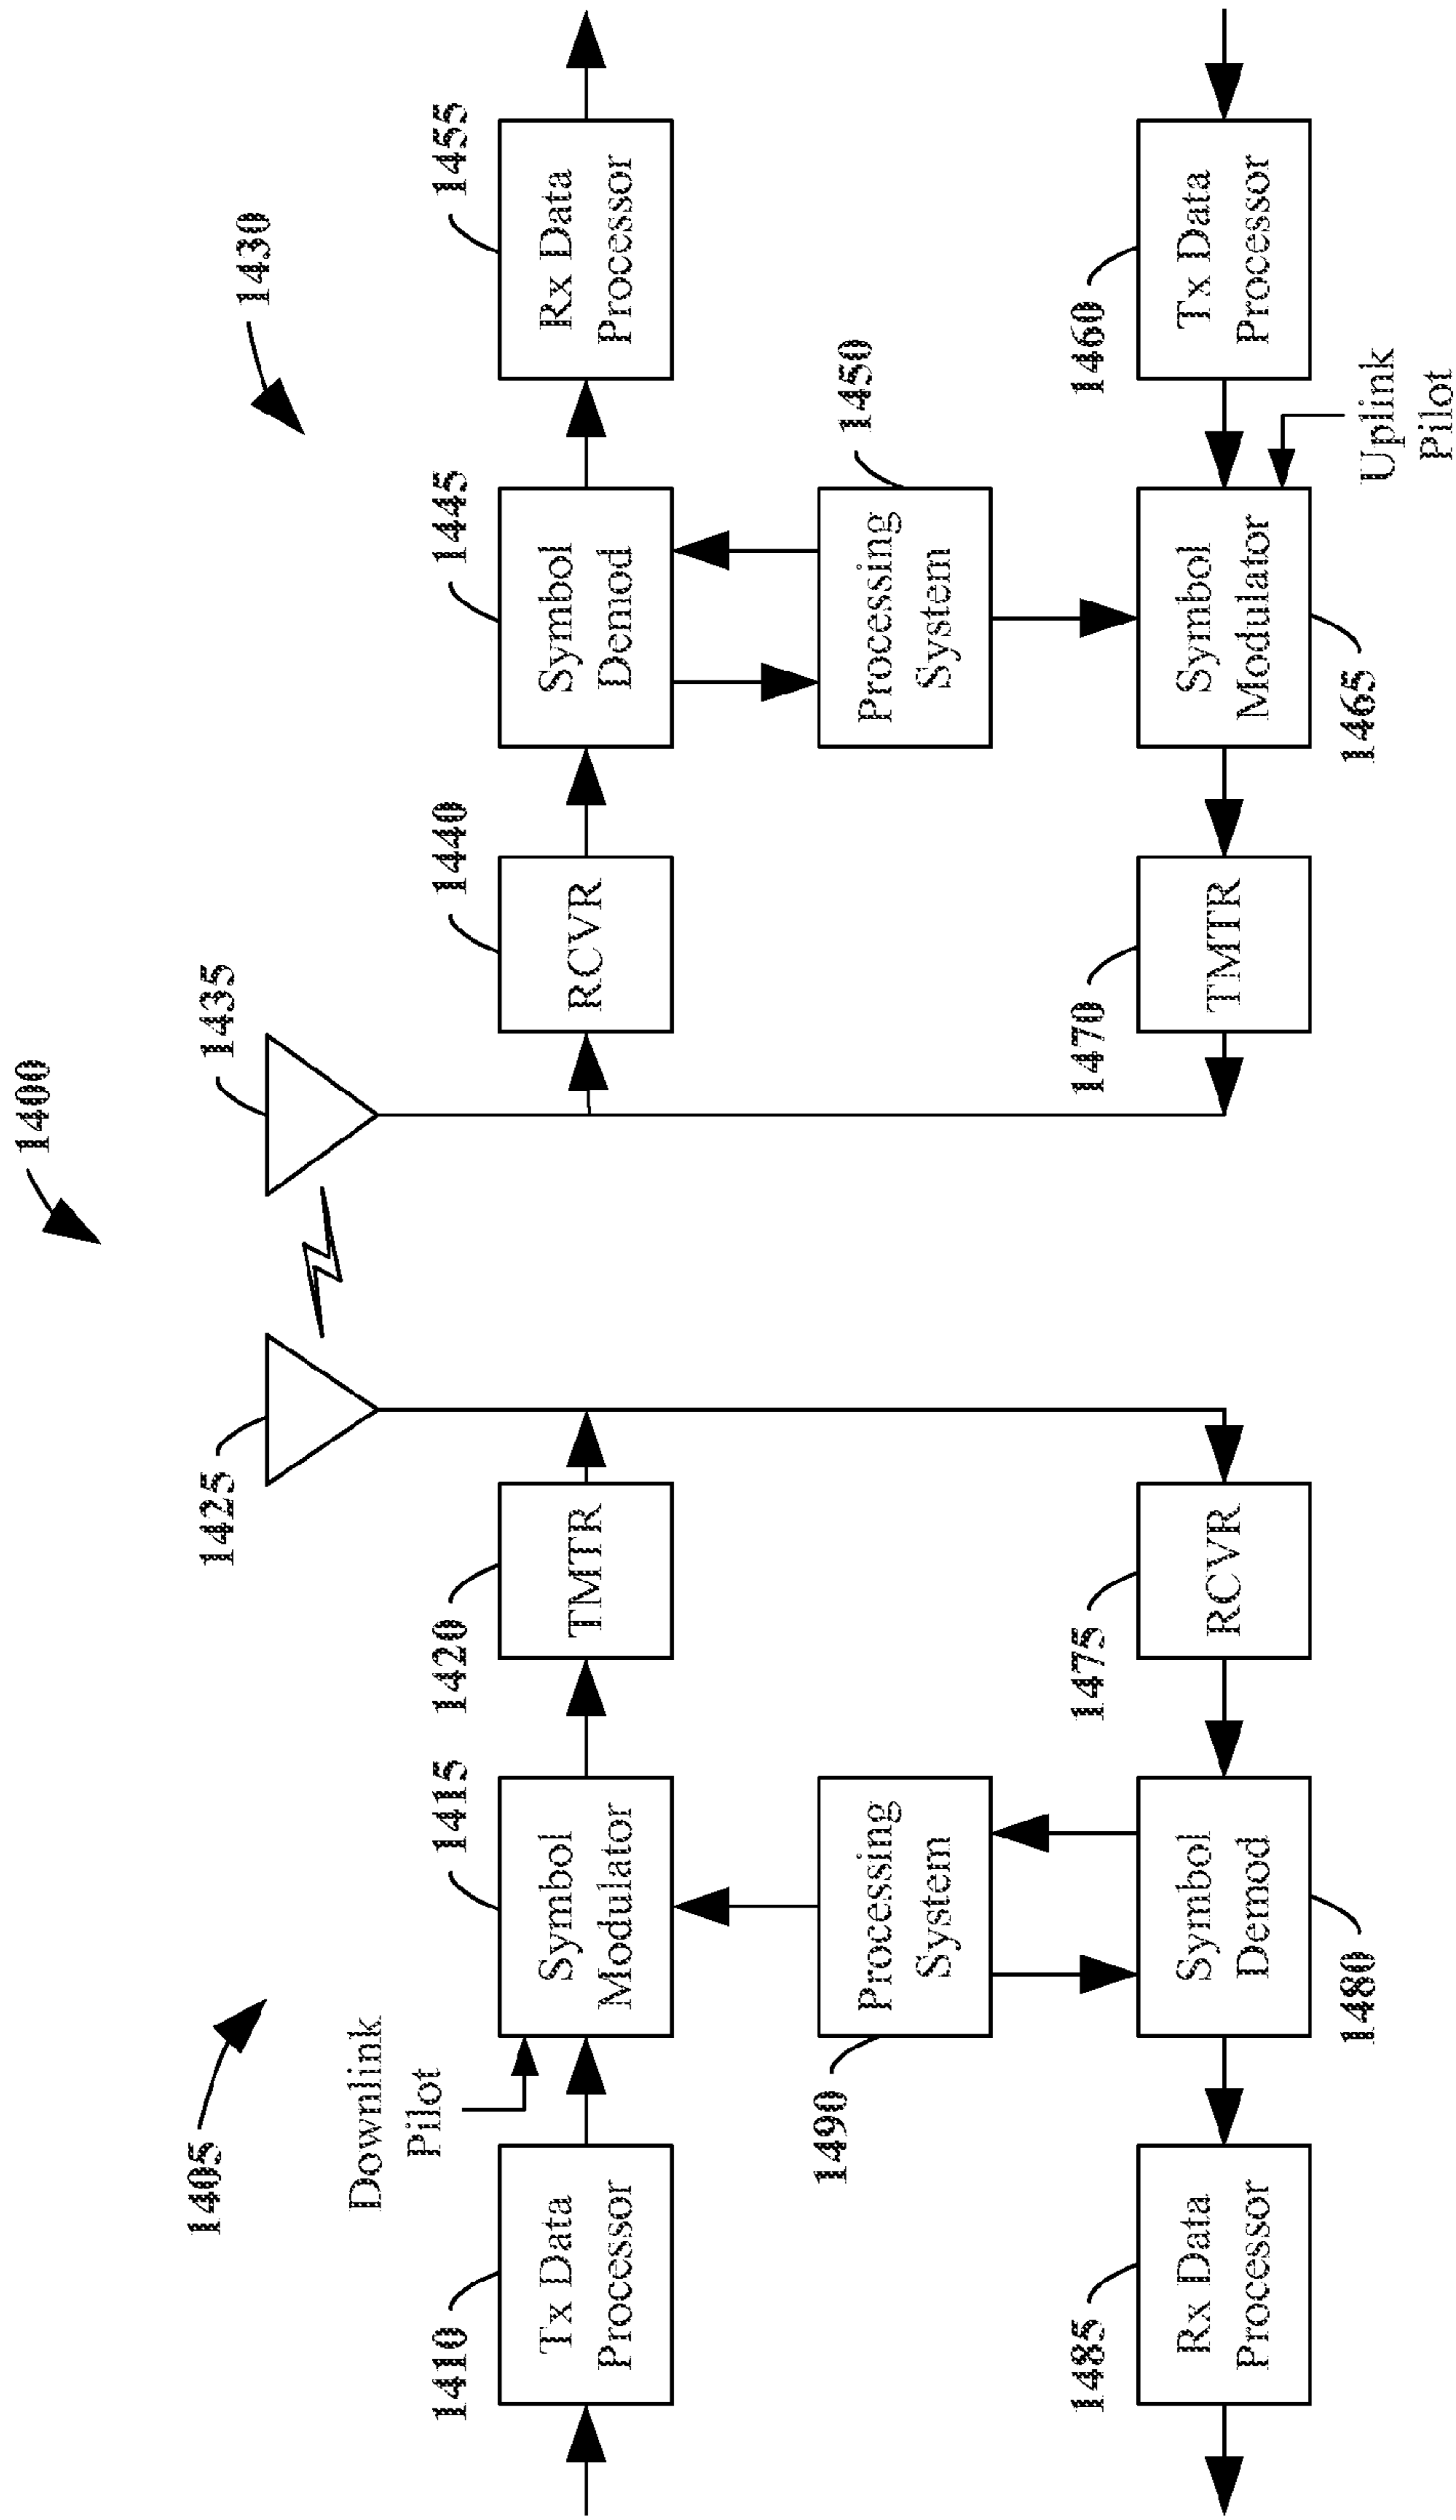 1400
1405
1425
1435
1430
Downlink
Pilot
1410
1415
1420
1440
1445
1455
Tx Data
Processor
Symbol
Modulator
TMTR
RCVR
Symbol
Demod
Rx Data
Processor
1490
Processing
System
1450
Processing
System
1485
1475
1470
1460
Rx Data
Processor
Symbol
Demod
RCVR
TMTR
Symbol
Modulator
Tx Data
Processor
1480
1465
Uplink
Pilot